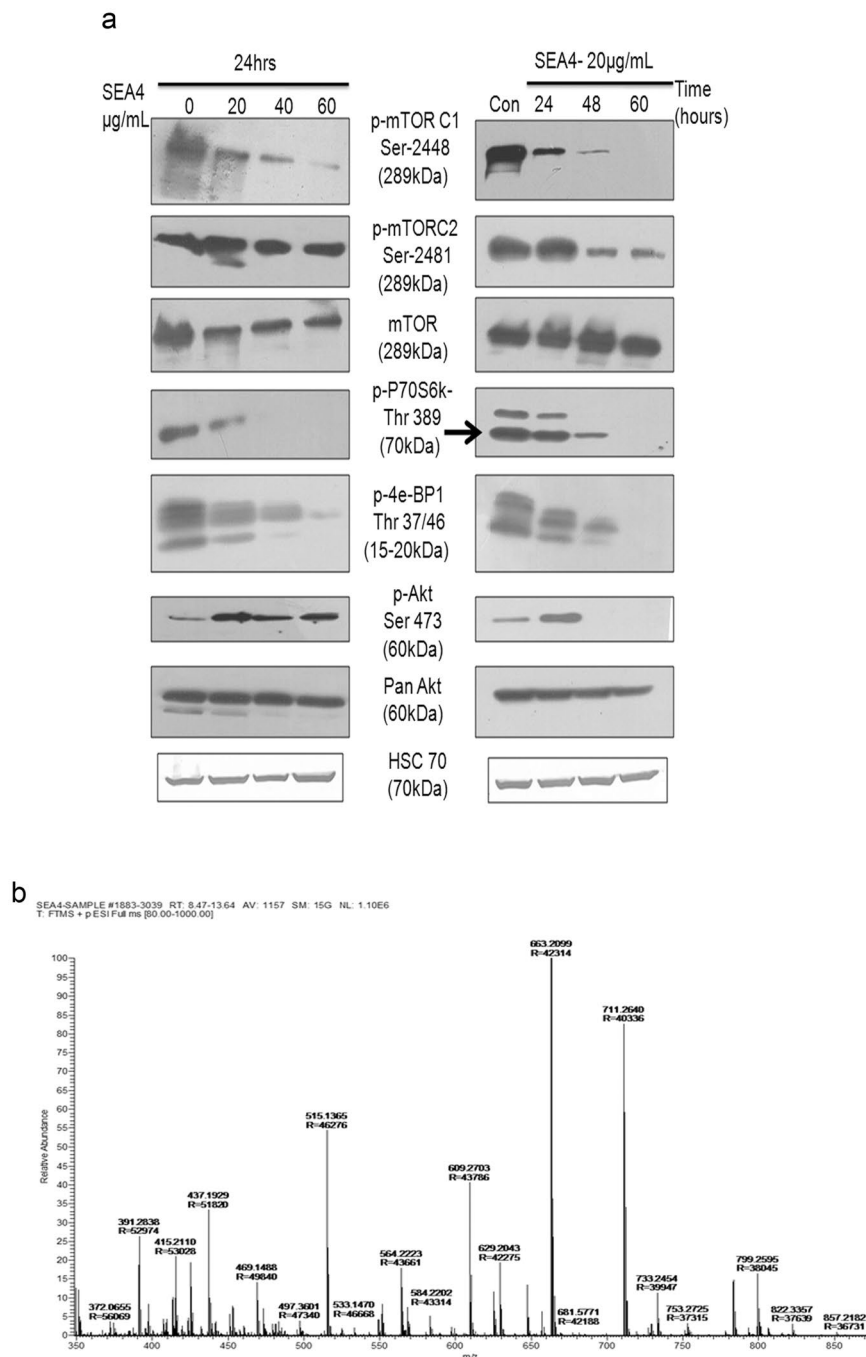 a
24hrs
SEA4
µg/mL
0 20 40 60
SEA4- 20µg/mL
Con 24 48 60
Time
(hours)
p-mTOR C1
Ser-2448
(289kDa)
p-mTORC2
Ser-2481
(289kDa)
mTOR
(289kDa)
p-P70S6k-
Thr 389
(70kDa)
p-4e-BP1
Thr 37/46
(15-20kDa)
p-Akt
Ser 473
(60kDa)
Pan Akt
(60kDa)
HSC 70
(70kDa)
b
SEA4-SAMPLE #1883-3039 RT: 8.47-13.64 AV: 1157 SM: 15G NL: 1.10E6
T: FTMS + p ESI Full ms [80.00-1000.00]
Relative Abundance
100
95
90
85
80
75
70
65
60
55
50
45
40
35
30
25
20
15
10
5
0
663.2099
R=42314
711.2640
R=40336
515.1365
R=46276
609.2703
R=43786
437.1929
R=51820
391.2838
R=52974
415.2110
R=53028
629.2043
R=42275
564.2223
R=43661
469.1488
R=49840
799.2595
R=38045
733.2454
R=39947
372.0655
R=56069
497.3601
R=47340
533.1470
R=46668
584.2202
R=43314
681.5771
R=42188
753.2725
R=37315
822.3357
R=37639
857.2182
R=36731
350 400 450 500 550 600 650 700 750 800 850
m/z